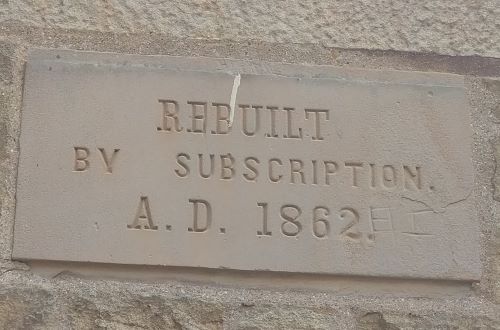 REBUILT
BY SUBSCRIPTION.
A.D. 1862.